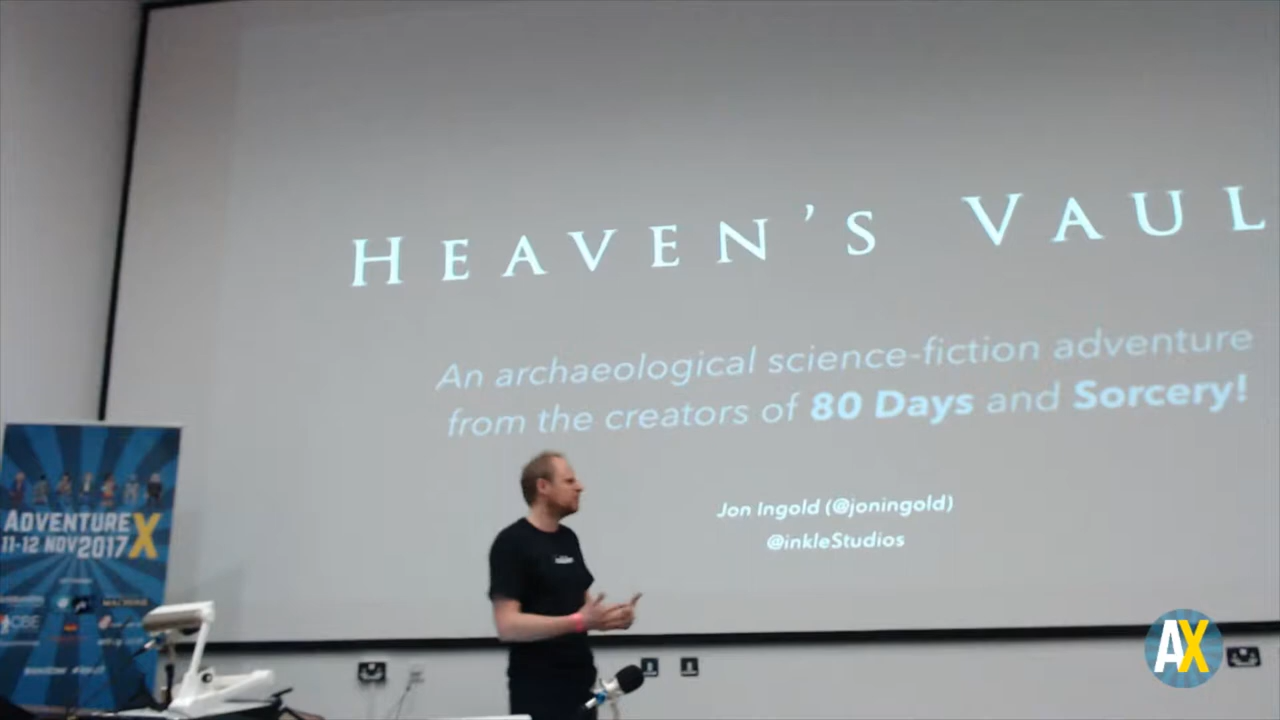 HEAVEN'S VAUL
An archaeological science-fiction adventure
from the creators of 80 Days and Sorcery!
Jon Ingold (@joningold)
@inkleStudios
ADVENTURE X
11-12 NOV 2017
AX